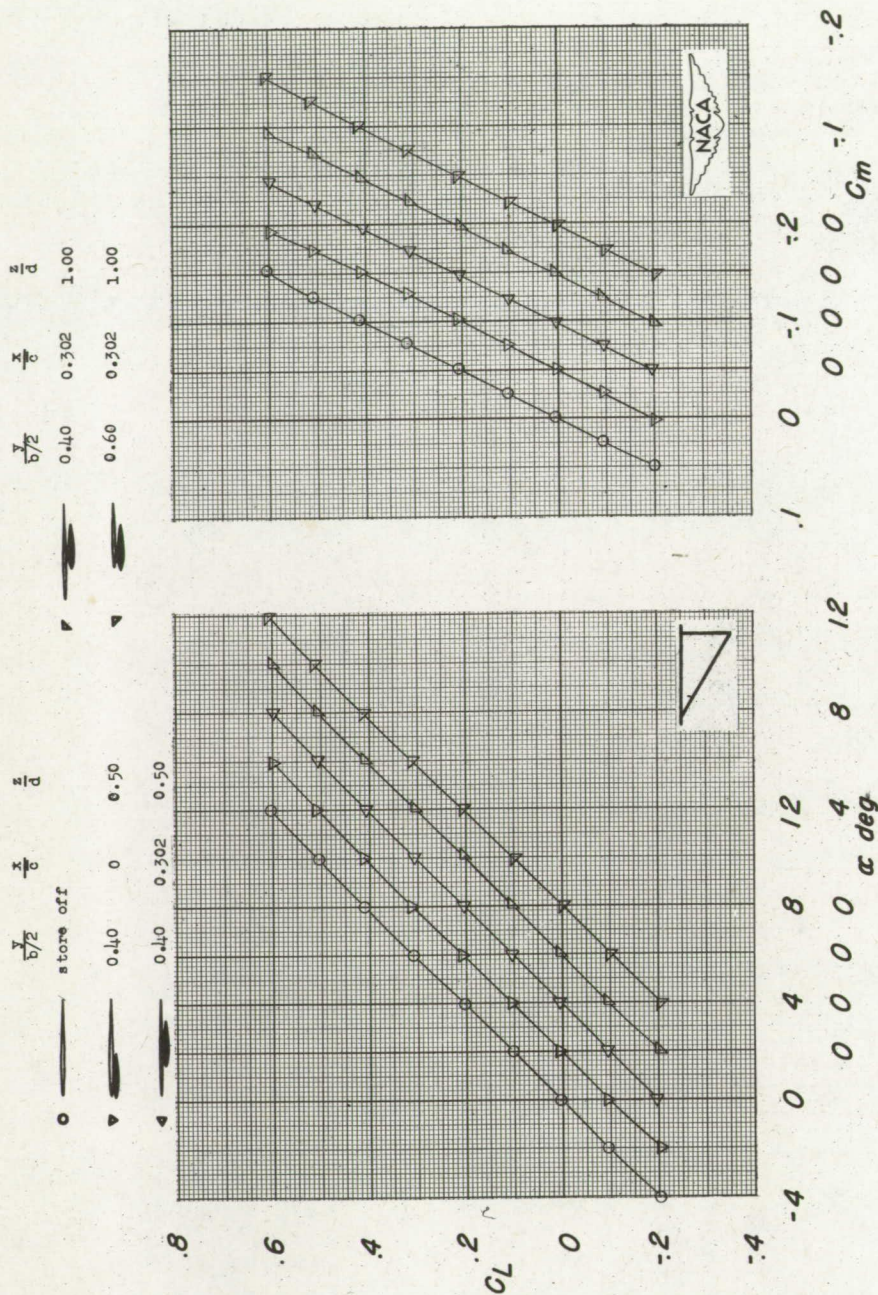 y/b/2 x/c z/d y/b/2 x/c z/d
store off 0.40 0.302 1.00
0.40 0 0.50 0.60 0.302 1.00
0.40 0.302 0.50
.8
.6
.4
.2
0
-.2
-.4
CL
-4 0 4 8 12
0 0 0 0 4 8 12
α deg
.1 0 -.1 -.2
0 0 0 0 -.1 -.2
Cm
NACA